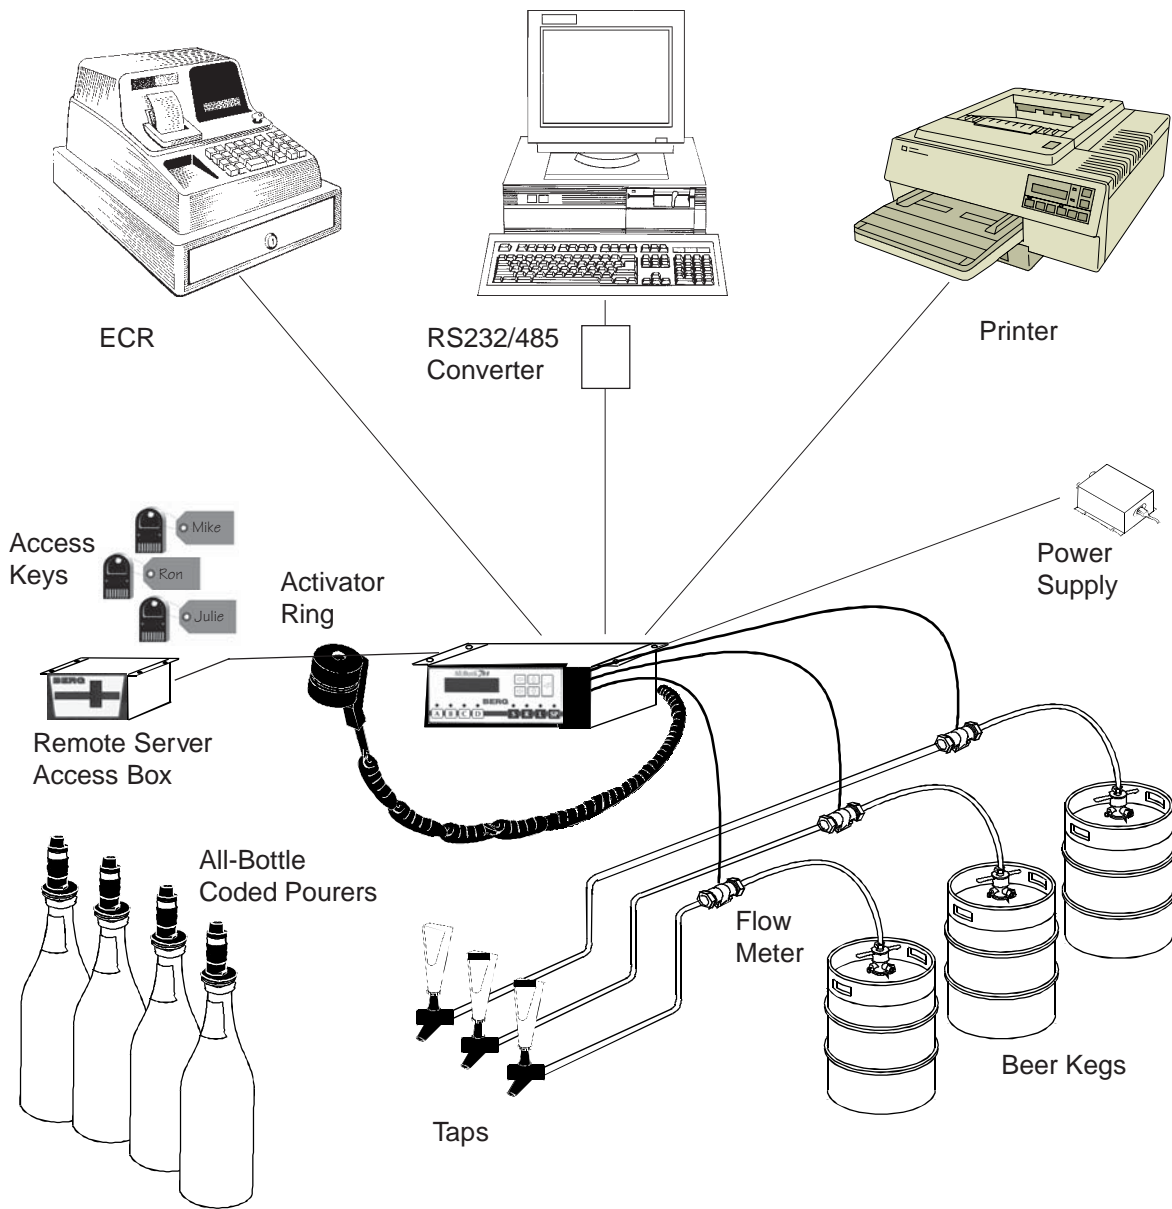 ECR
RS232/485
Converter
Printer
Mike
Access
Keys
Ron
Julie
Activator
Ring
Power
Supply
BERG
BERG
A B C D
Remote Server
Access Box
All-Bottle
Coded Pourers
Flow
Meter
Beer Kegs
Taps